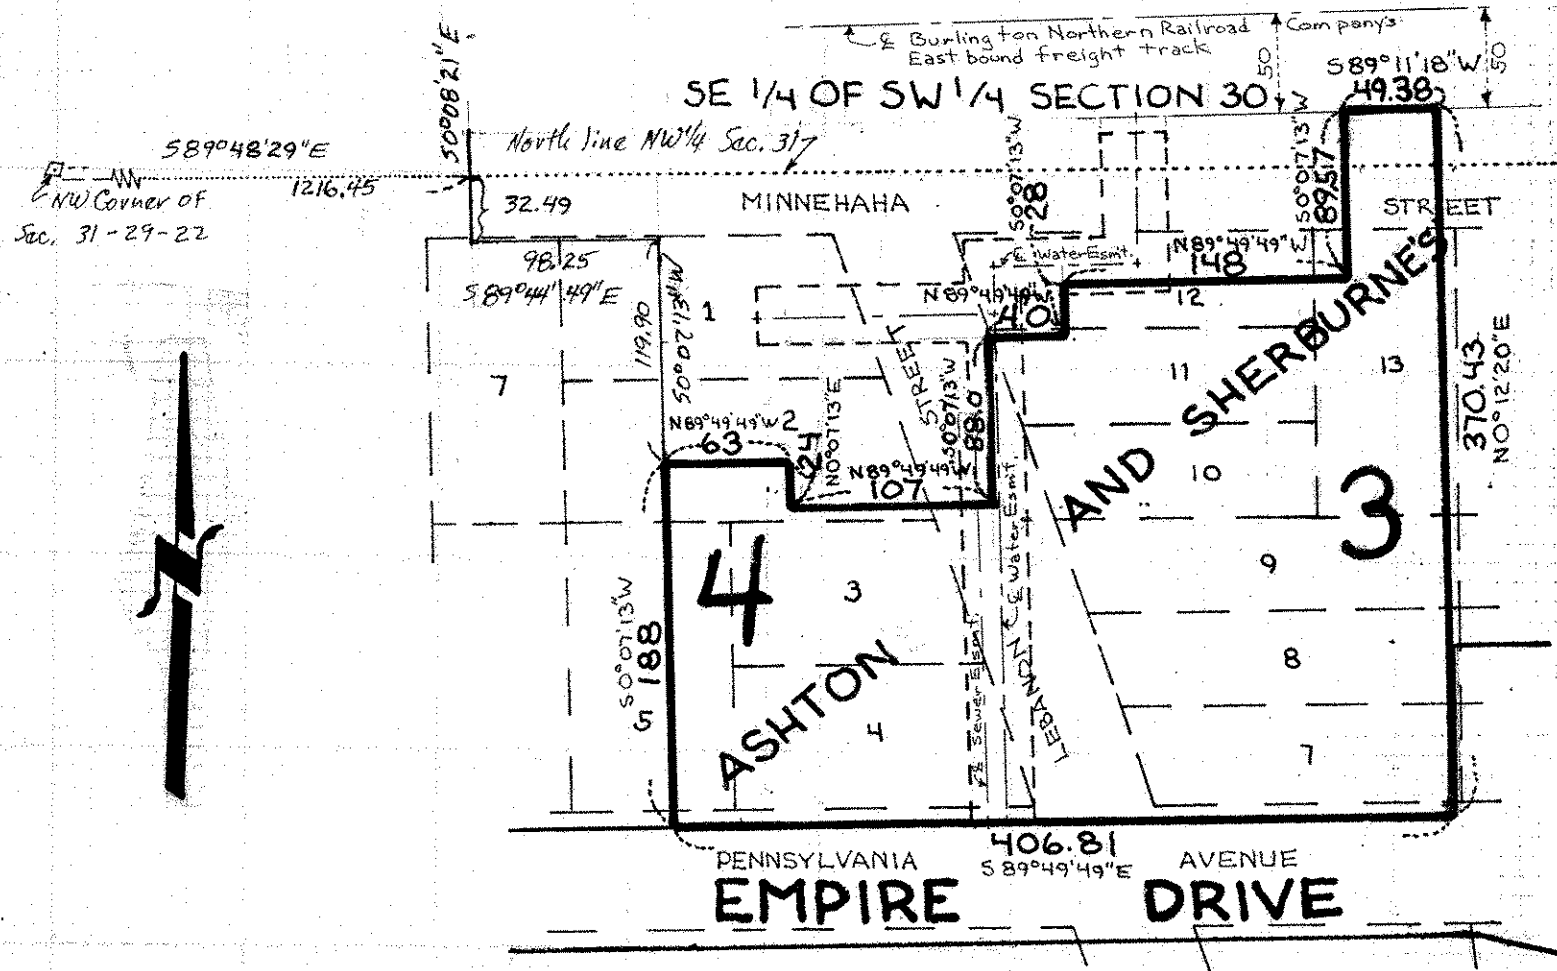 ℄ Burlington Northern Railroad Company's
East bound freight track
50
50
S89°11'18"W
49.38
SE 1/4 OF SW 1/4 SECTION 30
S0°08'21"E
North line NW 1/4 Sec. 31
S89°48'29"E
1216.45
NW Corner of
Sec. 31-29-22
32.49
MINNEHAHA
STREET
S0°07'13"W
28
S0°07'13"W
89.57
98.25
S89°44'49"E
℄ Water Esmt.
N89°49'49"W
148
N89°49'49"W
40
12
1
119.90
S0°07'13"W
7
STREET
11
13
370.43
N0°12'20"E
AND SHERBURNE'S
N89°49'49"W
63
2
24
N0°07'13"E
S0°07'13"W
88.0
N89°49'49"W
107
10
3
4
3
9
℄ Water Esmt.
S0°07'13"W
188
5
ASHTON
4
℄ Sewer Esmt.
LEBANON
8
7
406.81
S89°49'49"E
PENNSYLVANIA
AVENUE
EMPIRE DRIVE